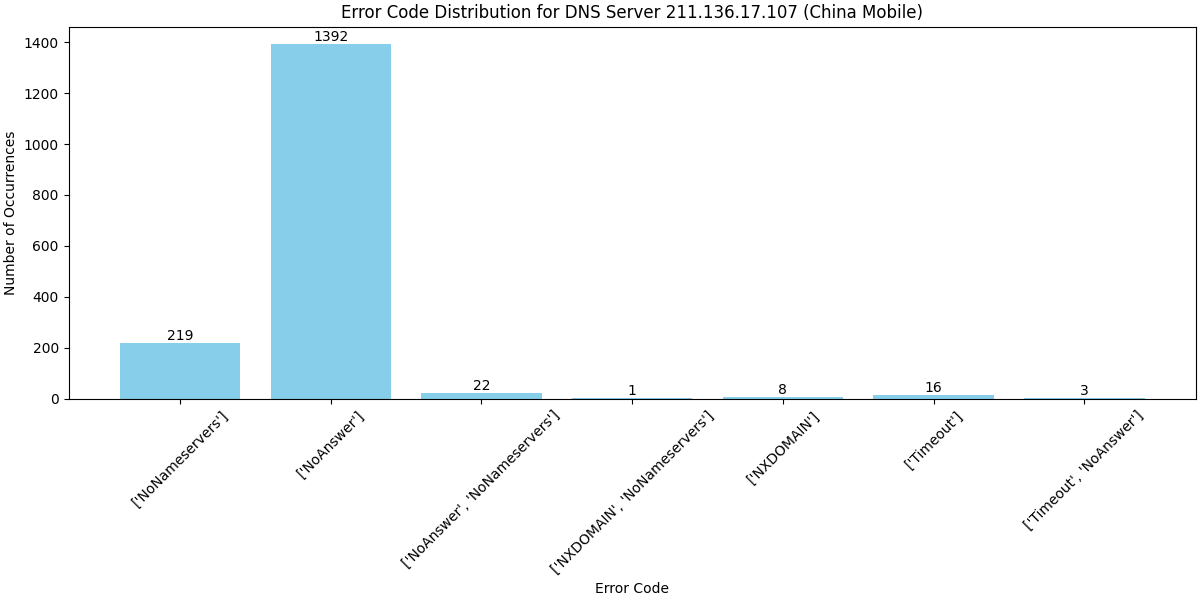 Error Code Distribution for DNS Server 211.136.17.107 (China Mobile)
Number of Occurrences
1400
1200
1000
800
600
400
200
0
219
1392
22
1
8
16
3
['NoNameservers']
['NoAnswer']
['NoAnswer', 'NoNameservers']
['NXDOMAIN', 'NoNameservers']
['NXDOMAIN']
['Timeout']
['Timeout', 'NoAnswer']
Error Code